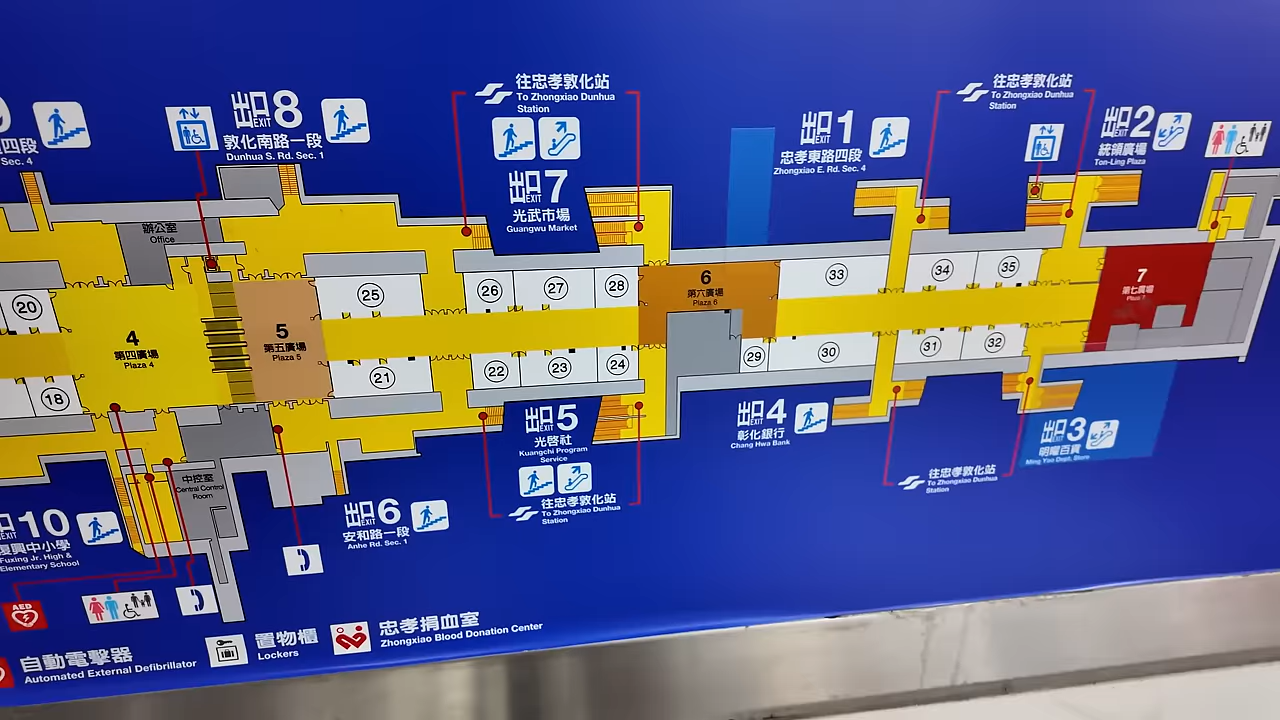 往忠孝敦化站
To Zhongxiao Dunhua
Station
往忠孝敦化站
To Zhongxiao Dunhua
Station
9
四段
Sec. 4
出口 EXIT 8
敦化南路一段
Dunhua S. Rd. Sec. 1
出口 EXIT 7
光武市場
Guangwu Market
出口 EXIT 1
忠孝東路四段
Zhongxiao E. Rd. Sec. 4
出口 EXIT 2
統領廣場
Ton-Ling Plaza
辦公室
Office
20
4
第四廣場
Plaza 4
5
第五廣場
Plaza 5
25
26
27
28
6
第六廣場
Plaza 6
33
34
35
7
第七廣場
Plaza 7
18
21
22
23
24
29
30
31
32
中控室
Central Control
Room
出口 EXIT 5
光啓社
Kuangchi Program
Service
往忠孝敦化站
To Zhongxiao Dunhua
Station
出口 EXIT 4
彰化銀行
Chang Hwa Bank
出口 EXIT 3
明曜百貨
Ming Yao Dept. Store
往忠孝敦化站
To Zhongxiao Dunhua
Station
口 EXIT 10
復興中小學
Fuxing Jr. High &
Elementary School
出口 EXIT 6
安和路一段
Anhe Rd. Sec. 1
AED
自動電擊器
Automated External Defibrillator
置物櫃
Lockers
忠孝捐血室
Zhongxiao Blood Donation Center